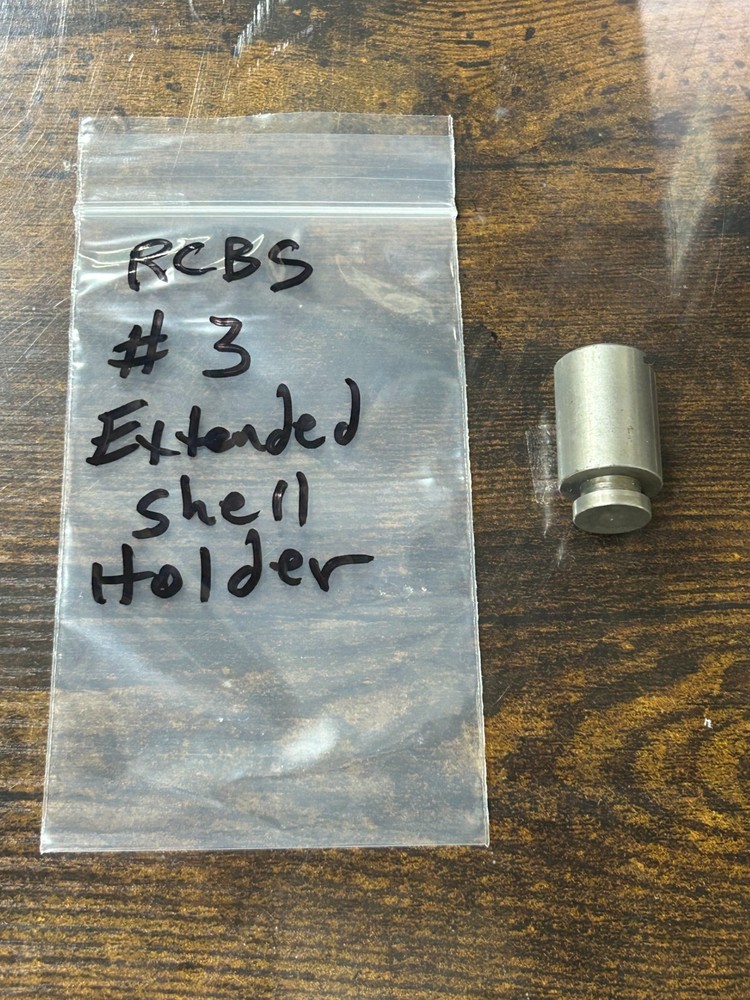 RCBS
# 3
Extended
shell
Holder